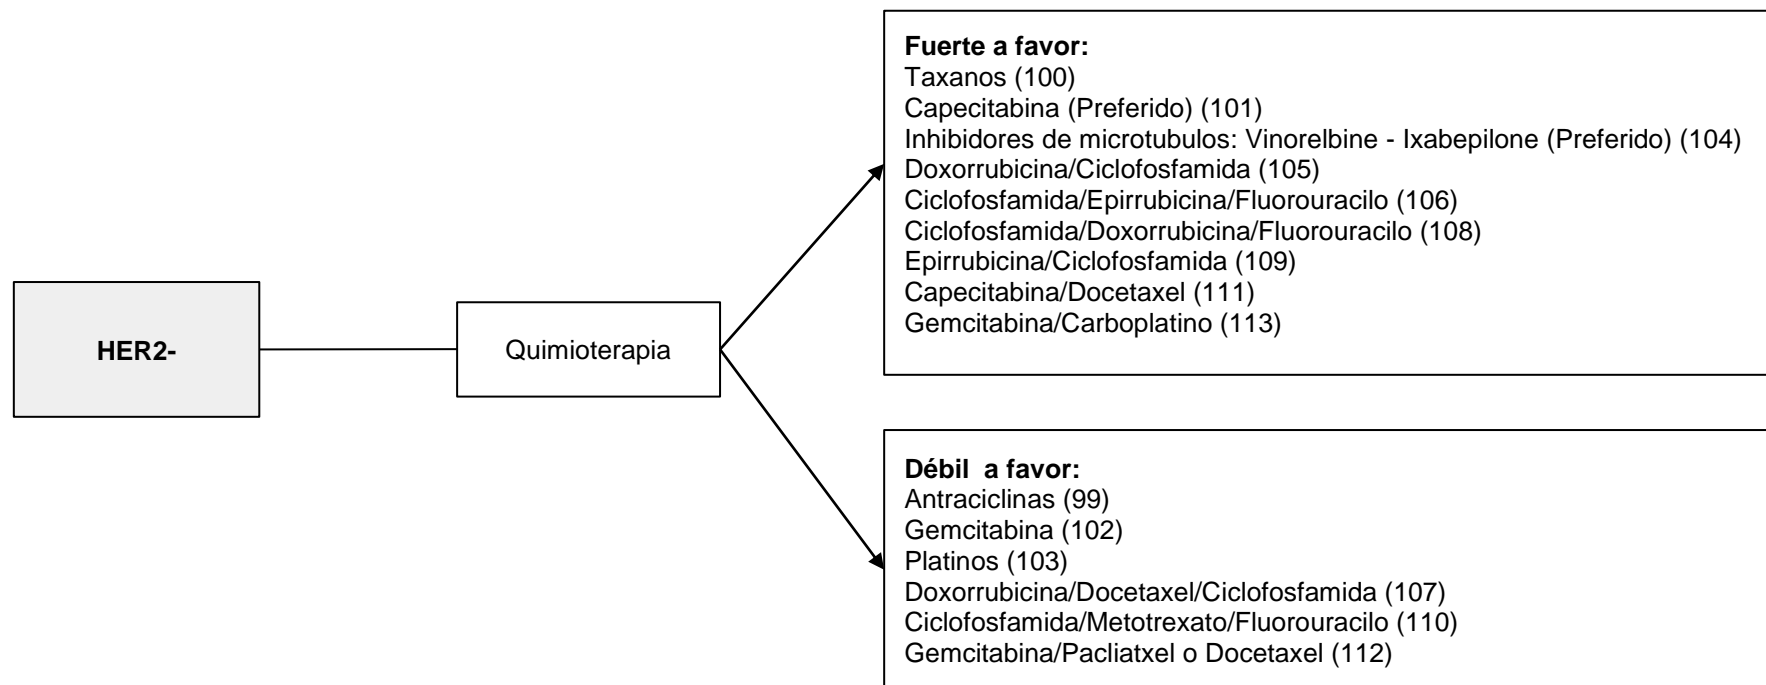 HER2-
Quimioterapia
Fuerte a favor:
Taxanos (100)
Capecitabina (Preferido) (101)
Inhibidores de microtubulos: Vinorelbine - Ixabepilone (Preferido) (104)
Doxorrubicina/Ciclofosfamida (105)
Ciclofosfamida/Epirrubicina/Fluorouracilo (106)
Ciclofosfamida/Doxorrubicina/Fluorouracilo (108)
Epirrubicina/Ciclofosfamida (109)
Capecitabina/Docetaxel (111)
Gemcitabina/Carboplatino (113)
Débil  a favor:
Antraciclinas (99)
Gemcitabina (102)
Platinos (103)
Doxorrubicina/Docetaxel/Ciclofosfamida (107)
Ciclofosfamida/Metotrexato/Fluorouracilo (110)
Gemcitabina/Pacliatxel o Docetaxel (112)